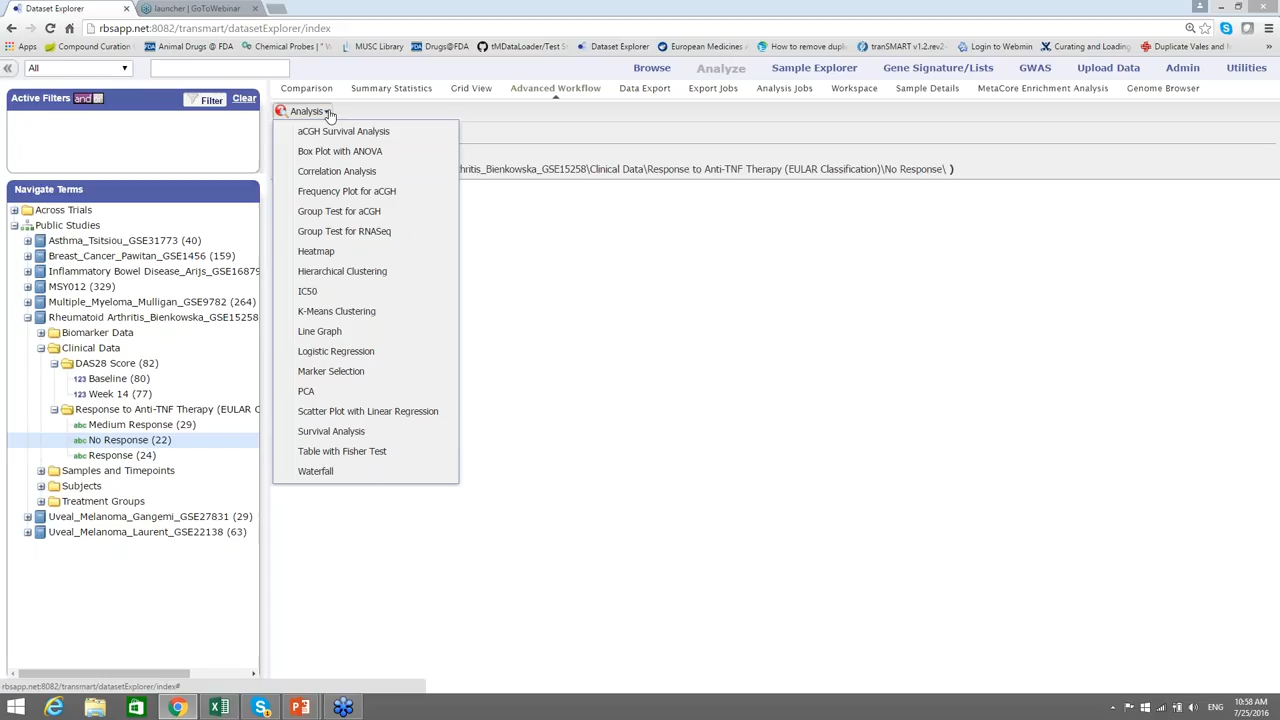 Dataset Explorer
launcher | GoToWebinar
rbsapp.net:8082/transmart/datasetExplorer/index
Apps
Compound Curation
Animal Drugs @ FDA
Chemical Probes | "
MUSC Library
Drugs@FDA
tMDataLoader/Test S
Dataset Explorer
European Medicines
How to remove dupl
tranSMART v1.2.rev2
Login to Webmin
Curating and Loading
Duplicate Vales and M
All
Browse
Analyze
Sample Explorer
Gene Signature/Lists
GWAS
Upload Data
Admin
Utilities
Active Filters and
Filter
Clear
Comparison
Summary Statistics
Grid View
Advanced Workflow
Data Export
Export Jobs
Analysis Jobs
Workspace
Sample Details
MetaCore Enrichment Analysis
Genome Browser
Analysis
aCGH Survival Analysis
Box Plot with ANOVA
Correlation Analysis
Frequency Plot for aCGH
Group Test for aCGH
Group Test for RNASeq
Heatmap
Hierarchical Clustering
IC50
K-Means Clustering
Line Graph
Logistic Regression
Marker Selection
PCA
Scatter Plot with Linear Regression
Survival Analysis
Table with Fisher Test
Waterfall
thritis_Bienkowska_GSE15258\Clinical Data\Response to Anti-TNF Therapy (EULAR Classification)\No Response\ )
Navigate Terms
Across Trials
Public Studies
Asthma_Tsitsiou_GSE31773 (40)
Breast_Cancer_Pawitan_GSE1456 (159)
Inflammatory Bowel Disease_Arijs_GSE16879
MSY012 (329)
Multiple_Myeloma_Mulligan_GSE9782 (264)
Rheumatoid Arthritis_Bienkowska_GSE15258
Biomarker Data
Clinical Data
DAS28 Score (82)
123 Baseline (80)
123 Week 14 (77)
Response to Anti-TNF Therapy (EULAR C
abc Medium Response (29)
abc No Response (22)
abc Response (24)
Samples and Timepoints
Subjects
Treatment Groups
Uveal_Melanoma_Gangemi_GSE27831 (29)
Uveal_Melanoma_Laurent_GSE22138 (63)
rbsapp.net:8082/transmart/datasetExplorer/index#
ENG
10:58 AM
7/25/2016